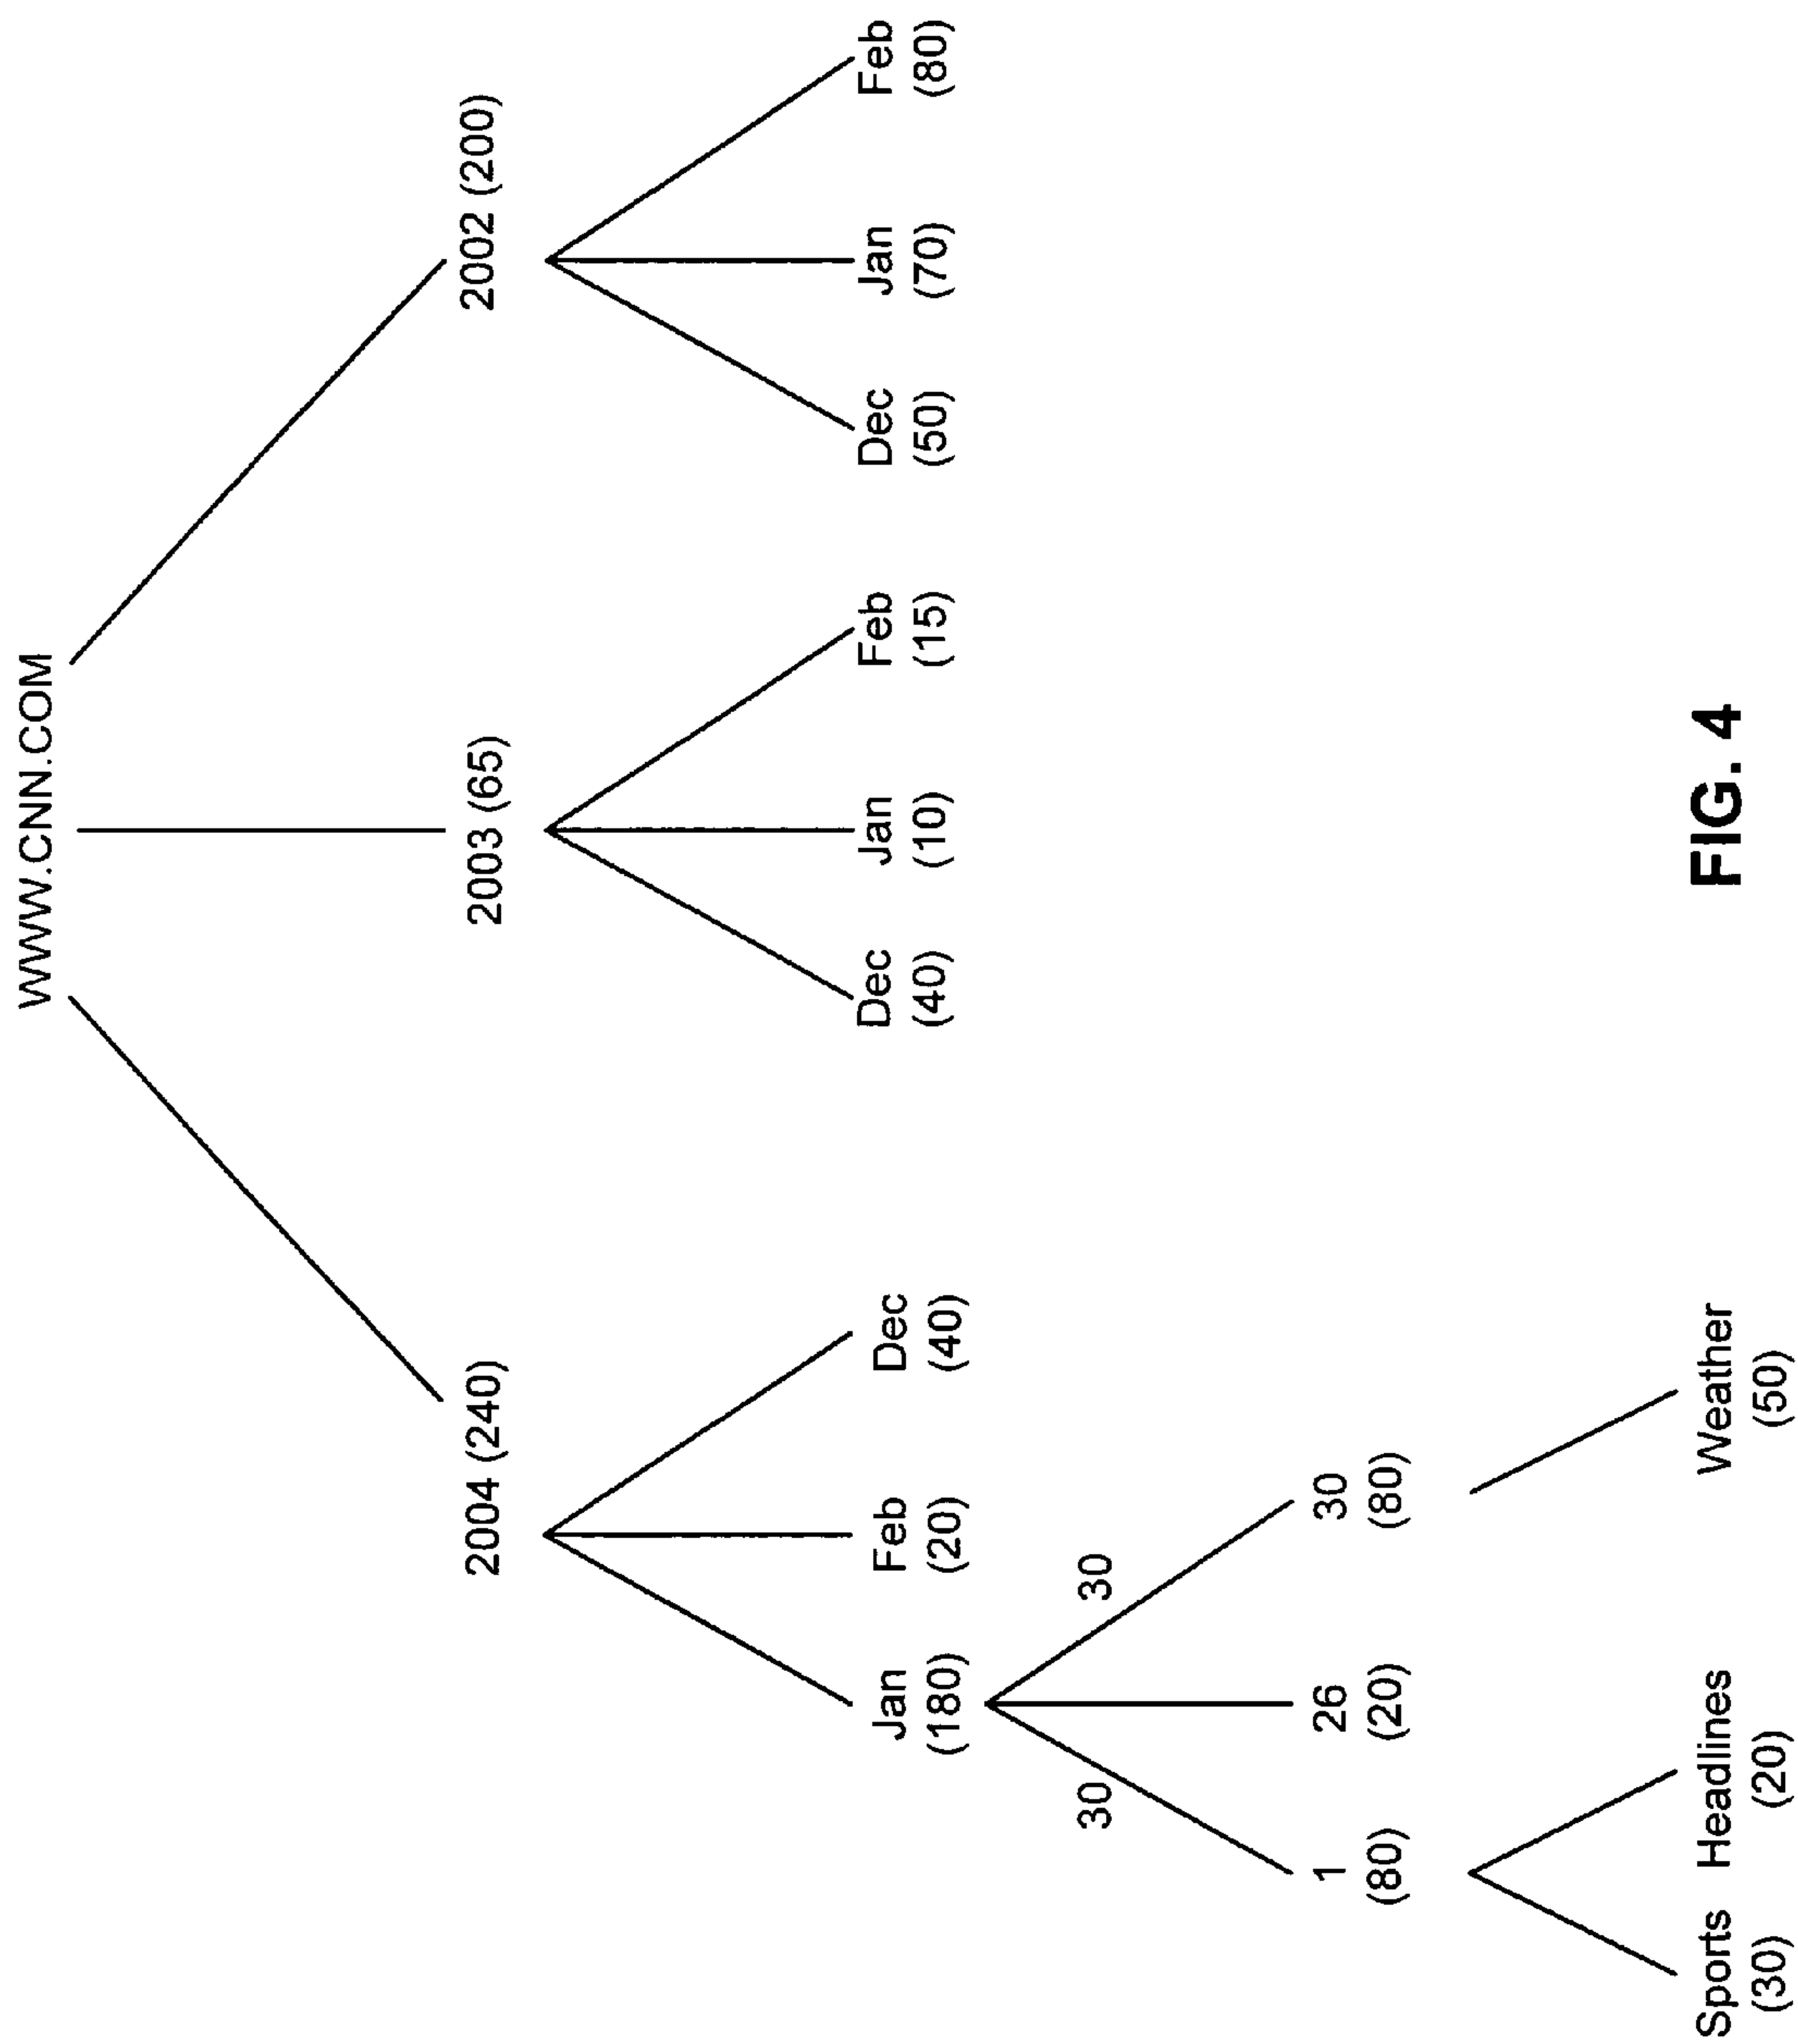 WWW.CNN.COM
2004 (240)
2003 (65)
2002 (200)
Jan
(180)
Feb
(20)
Dec
(40)
Dec
(40)
Jan
(10)
Feb
(15)
Dec
(50)
Jan
(70)
Feb
(80)
30
30
1
(80)
26
(20)
30
(80)
Sports
(30)
Headlines
(20)
Weather
(50)
FIG. 4